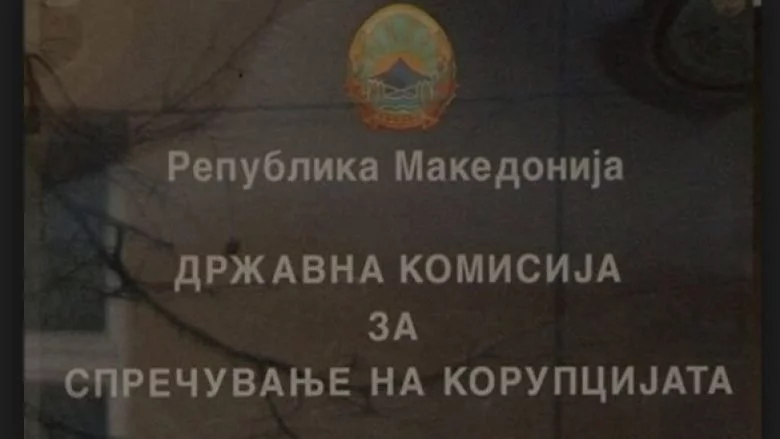 Република Македонија
ДРЖАВНА КОМИСИЈА
ЗА
СПРЕЧУВАЊЕ НА КОРУПЦИЈАТА